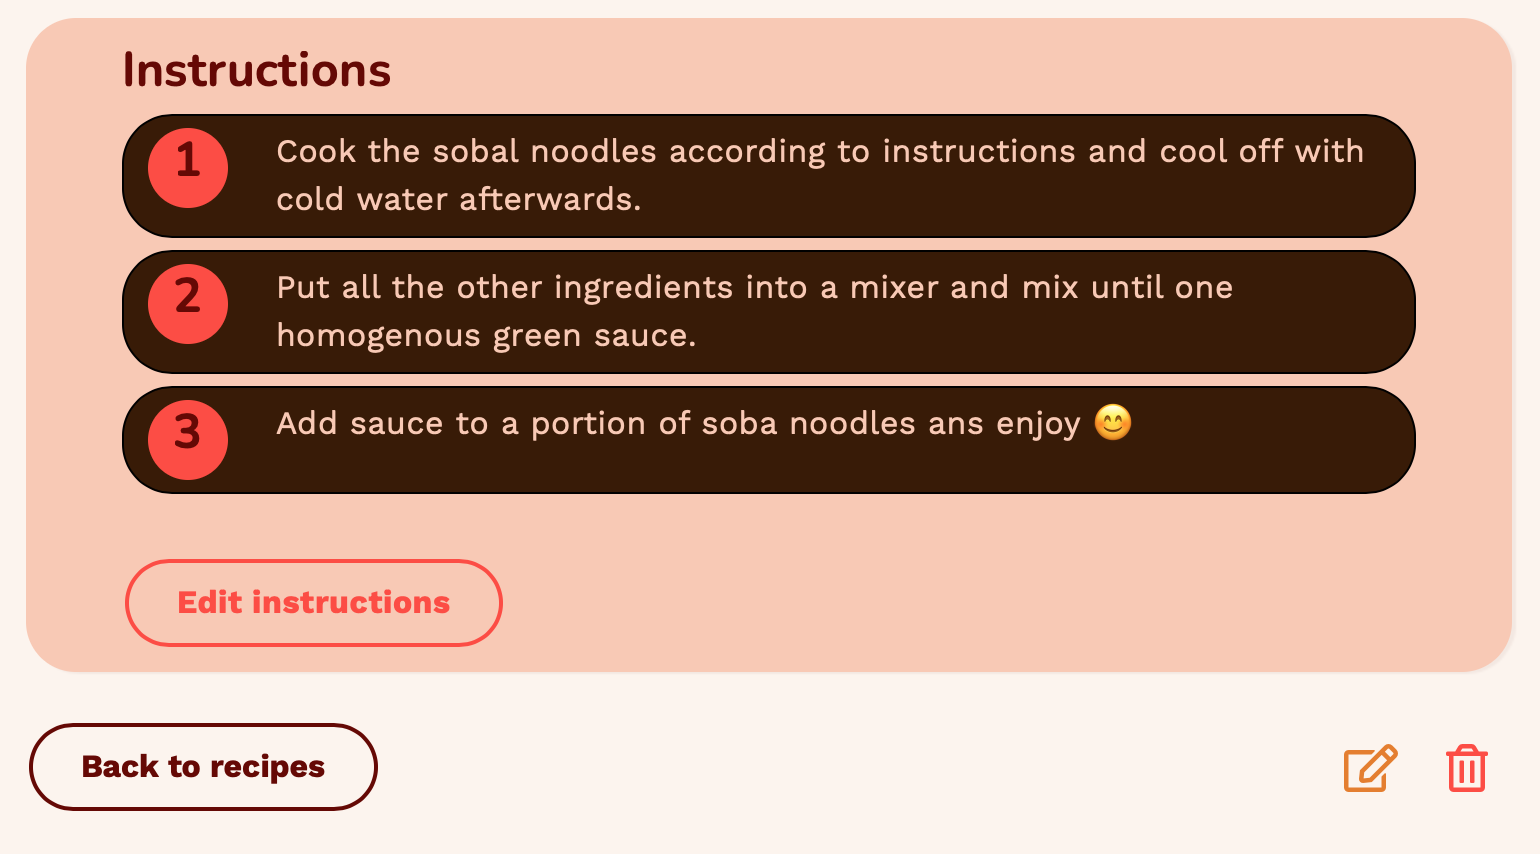 Instructions
1
Cook the sobal noodles according to instructions and cool off with
cold water afterwards.
2
Put all the other ingredients into a mixer and mix until one
homogenous green sauce.
3
Add sauce to a portion of soba noodles ans enjoy 😊
Edit instructions
Back to recipes